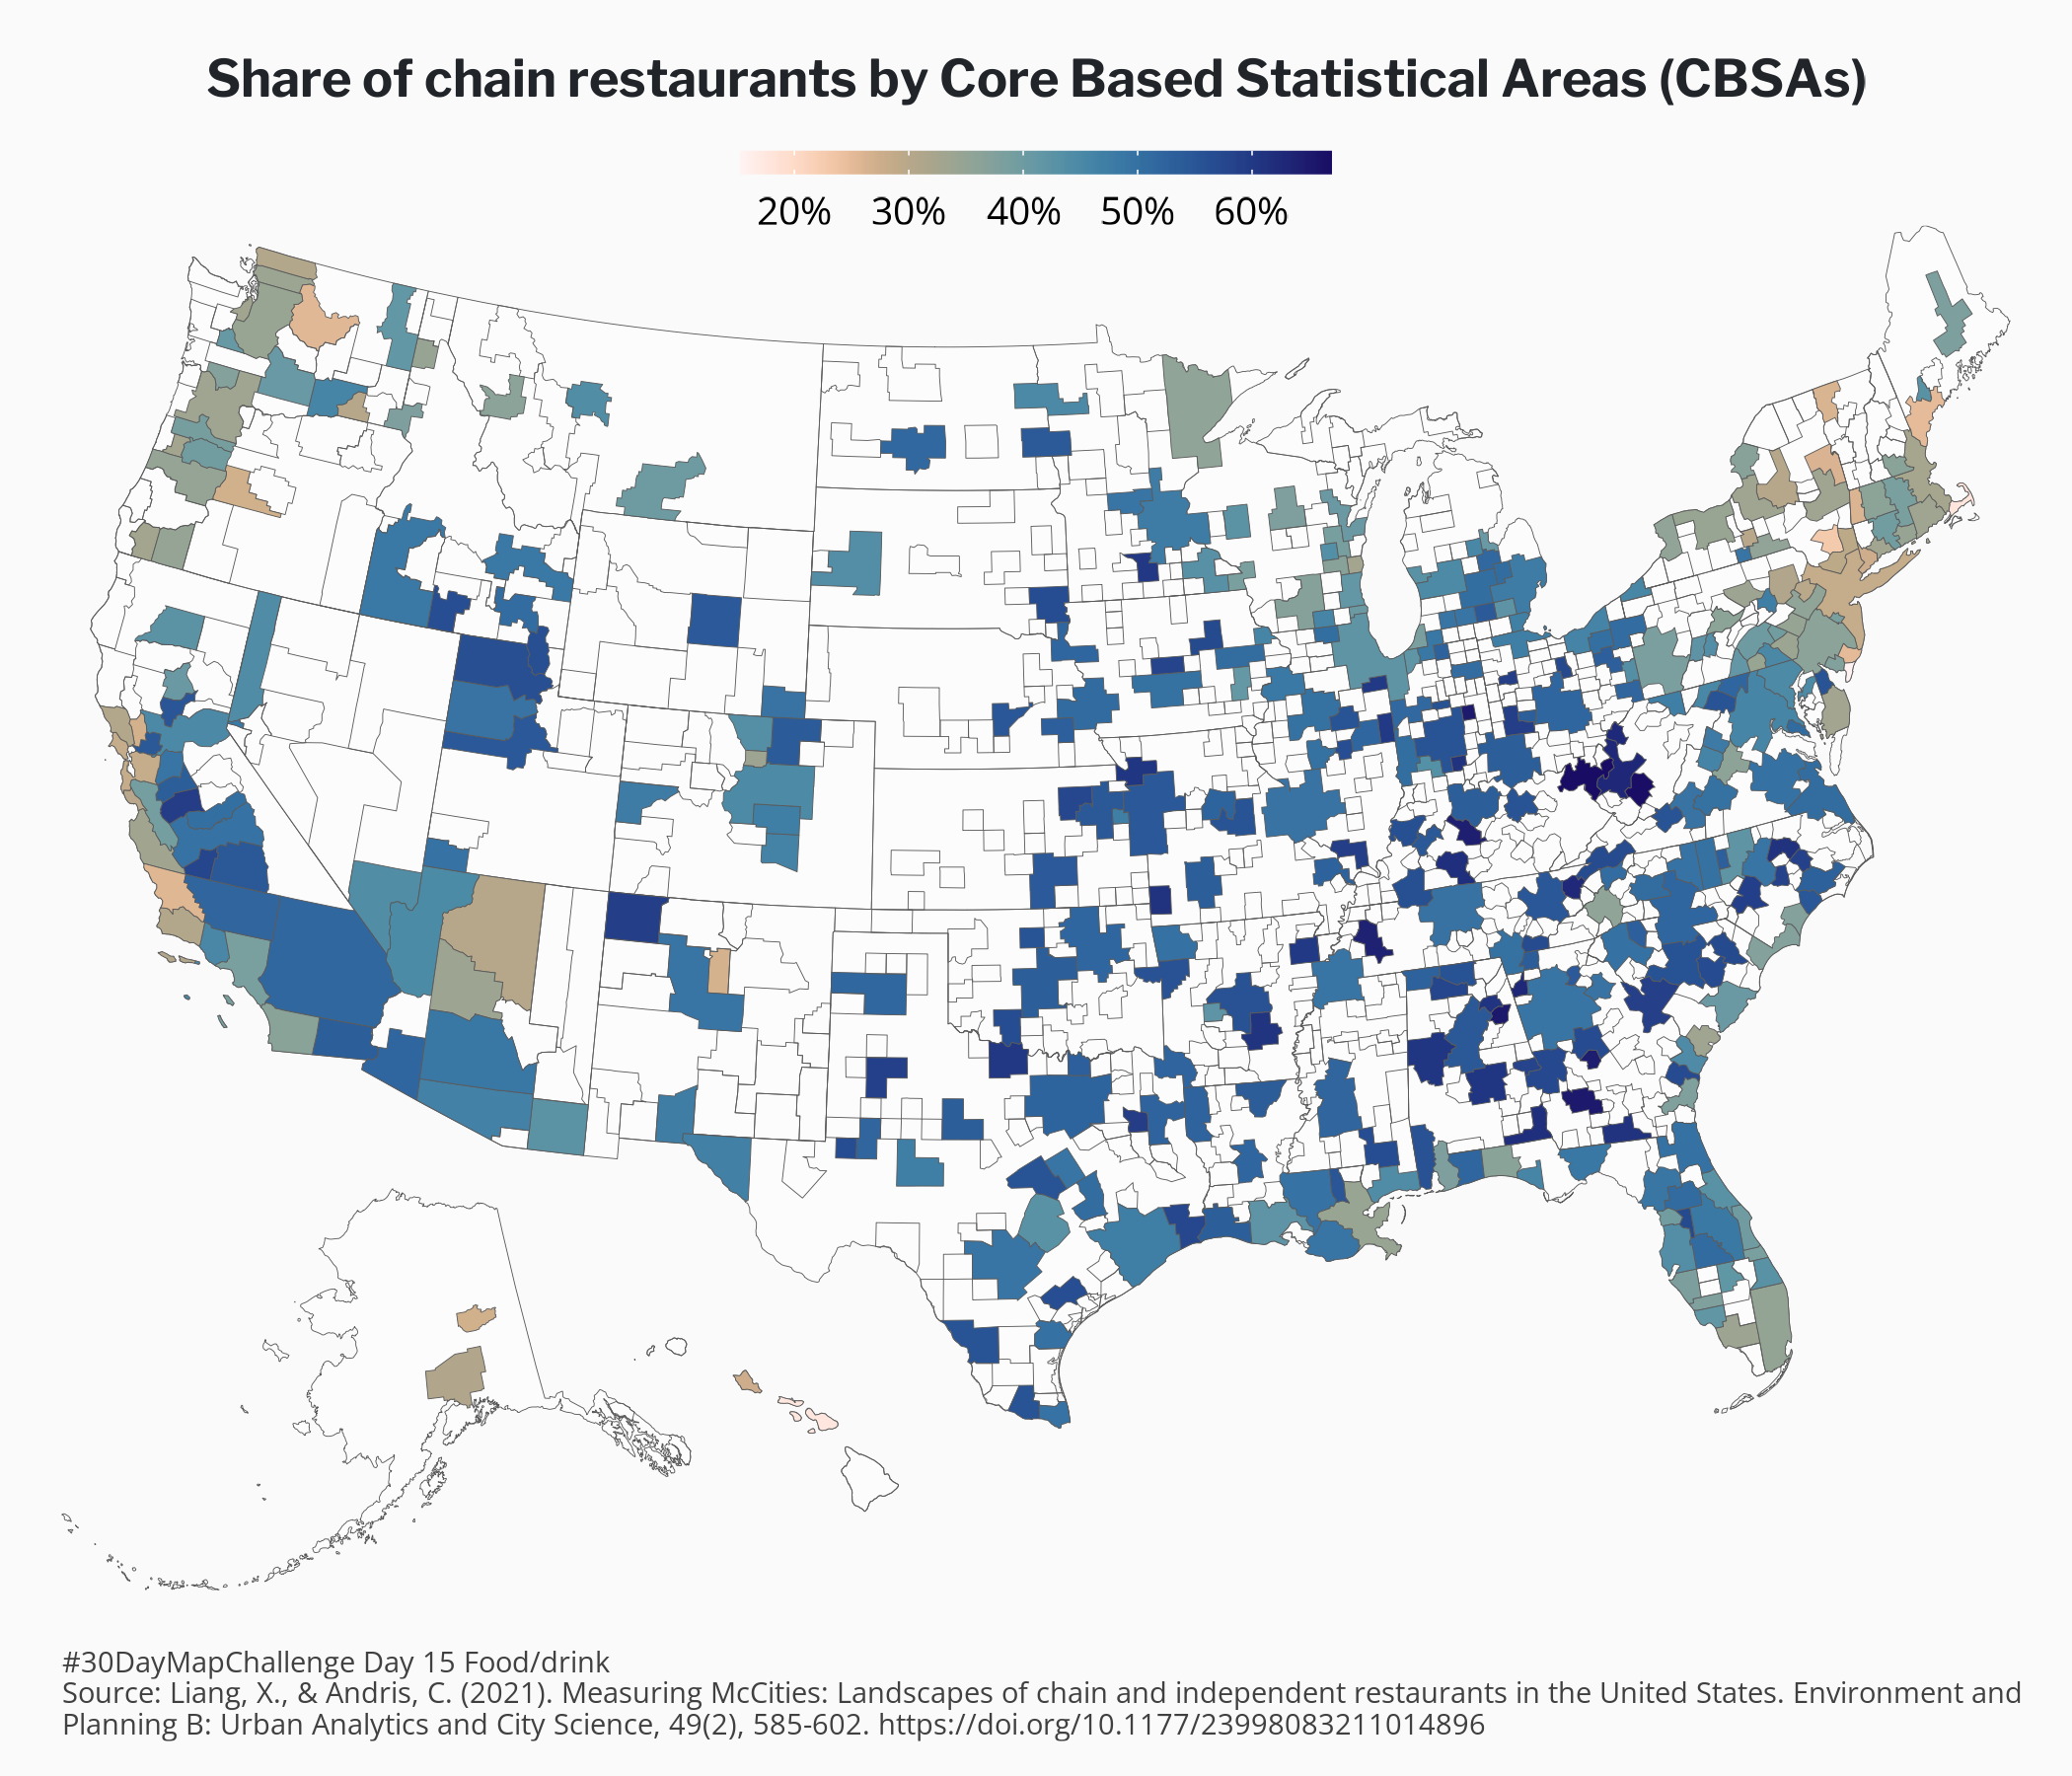 Share of chain restaurants by Core Based Statistical Areas (CBSAs)
20% 30% 40% 50% 60%
#30DayMapChallenge Day 15 Food/drink
Source: Liang, X., & Andris, C. (2021). Measuring McCities: Landscapes of chain and independent restaurants in the United States. Environment and
Planning B: Urban Analytics and City Science, 49(2), 585-602. https://doi.org/10.1177/23998083211014896